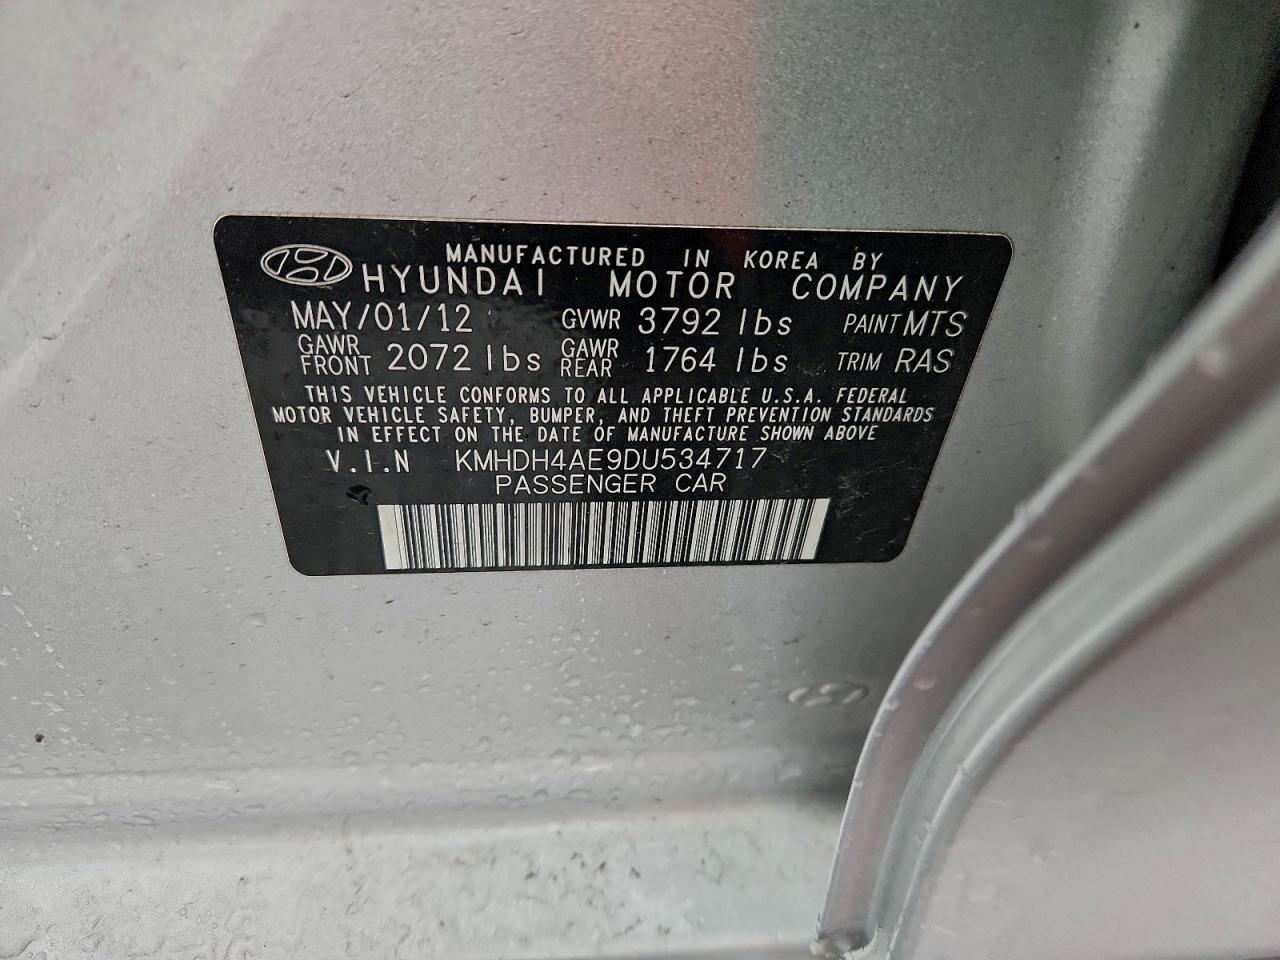 MANUFACTURED IN KOREA BY
HYUNDAI MOTOR COMPANY
MAY/01/12 GVWR 3792 lbs PAINT MTS
GAWR FRONT 2072 lbs GAWR REAR 1764 lbs TRIM RAS
THIS VEHICLE CONFORMS TO ALL APPLICABLE U.S.A. FEDERAL
MOTOR VEHICLE SAFETY, BUMPER, AND THEFT PREVENTION STANDARDS
IN EFFECT ON THE DATE OF MANUFACTURE SHOWN ABOVE
V.I.N KMHDH4AE9DU534717
PASSENGER CAR